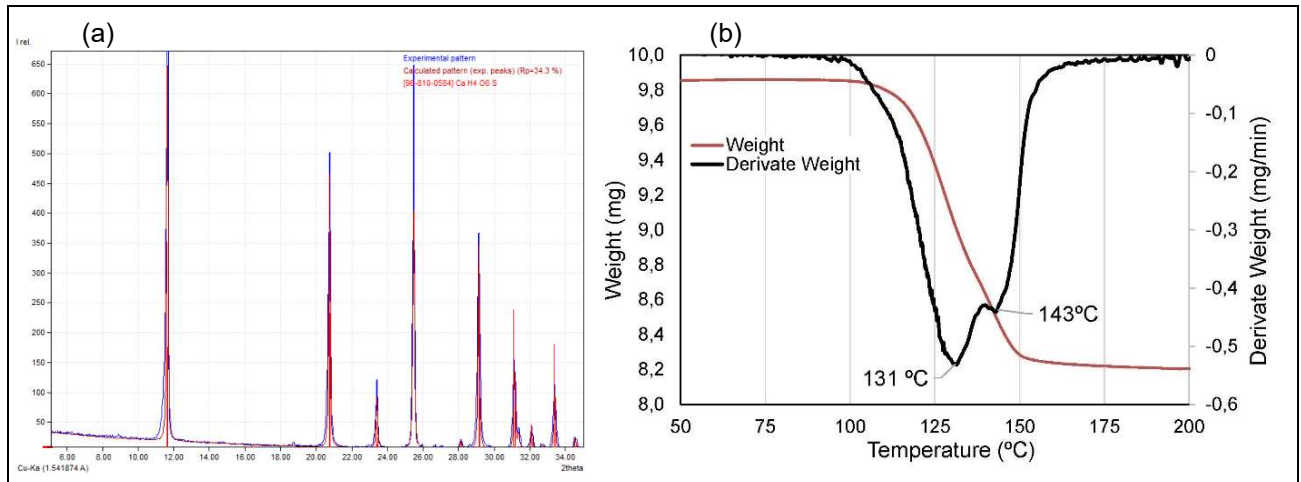 (a)
I rel.
Experimental pattern
Calculated pattern (exp. peaks) (Rp=34.3 %)
[96-810-0584] Ca H4 O6 S
650
600
550
500
450
400
350
300
250
200
150
100
50
6.00 8.00 10.00 12.00 14.00 16.00 18.00 20.00 22.00 24.00 26.00 28.00 30.00 32.00 34.00
Cu-Ka (1.541874 A) 2theta
(b)
10,0
9,8
9,6
9,4
9,2
9,0
8,8
8,6
8,4
8,2
8,0
Weight (mg)
Weight
Derivate Weight
131 ºC
143ºC
0
-0,1
-0,2
-0,3
-0,4
-0,5
-0,6
Derivate Weight (mg/min)
50 75 100 125 150 175 200
Temperature (ºC)